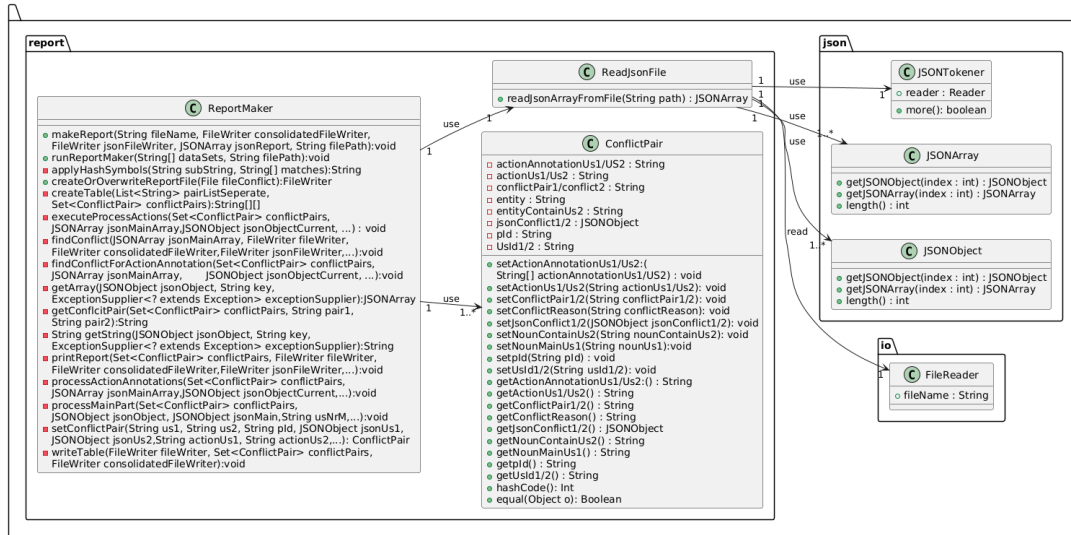 report
C ReportMaker
makeReport(String fileName, FileWriter consolidatedFileWriter,
FileWriter jsonFileWriter, JSONArray jsonReport, String filePath):void
runReportMaker(String[] dataSets, String filePath):void
applyHashSymbols(String subString, String[] matches):String
createOrOverwriteReportFile(File fileConflict):FileWriter
createTable(List<String> pairListSeperate,
Set<ConflictPair> conflictPairs):String[][]
executeProcessActions(Set<ConflictPair> conflictPairs,
JSONArray jsonMainArray,JSONObject jsonObjectCurrent, ...) : void
findConflict(JSONArray jsonMainArray, FileWriter fileWriter,
FileWriter consolidatedFileWriter,FileWriter jsonFileWriter,...):void
findConflictForActionAnnotation(Set<ConflictPair> conflictPairs,
JSONArray jsonMainArray, JSONObject jsonObjectCurrent, ...):void
getArray(JSONObject jsonObject, String key,
ExceptionSupplier<? extends Exception> exceptionSupplier):JSONArray
getConflcitPair(Set<ConflictPair> conflictPairs, String pair1,
String pair2):String
String getString(JSONObject jsonObject, String key,
ExceptionSupplier<? extends Exception> exceptionSupplier):String
printReport(Set<ConflictPair> conflictPairs, FileWriter fileWriter,
FileWriter consolidatedFileWriter,FileWriter jsonFileWriter,...):void
processActionAnnotations(Set<ConflictPair> conflictPairs,
JSONArray jsonMainArray,JSONObject jsonObjectCurrent,...):void
processMainPart(Set<ConflictPair> conflictPairs,
JSONObject jsonObject, JSONObject jsonMain,String usNrM,...):void
setConflictPair(String us1, String us2, String pId, JSONObject jsonUs1,
JSONObject jsonUs2,String actionUs1, String actionUs2,...): ConflictPair
writeTable(FileWriter fileWriter, Set<ConflictPair> conflictPairs,
FileWriter consolidatedFileWriter):void
use
1
1
use
1
1..*
C ReadJsonFile
readJsonArrayFromFile(String path) : JSONArray
C ConflictPair
actionAnnotationUs1/US2 : String
actionUs1/Us2 : String
conflictPair1/conflict2 : String
entity : String
entityContainUs2 : String
jsonConflict1/2 : JSONObject
pId : String
UsId1/2 : String
setActionAnnotationUs1/Us2:(
String[] actionAnnotationUs1/US2) : void
setActionUs1/Us2(String actionUs1/Us2): void
setConflictPair1/2(String conflictPair1/2): void
setConflictReason(String conflictReason): void
setJsonConflict1/2(JSONObject jsonConflict1/2): void
setNounContainUs2(String nounContainUs2): void
setNounMainUs1(String nounUs1):void
setpId(String pId) : void
setUsId1/2(String usId1/2): void
getActionAnnotationUs1/Us2:() : String
getActionUs1/Us2() : String
getConflictPair1/2() : String
getConflictReason() : String
getJsonConflict1/2() : JSONObject
getNounContainUs2() : String
getNounMainUs1() : String
getpId() : String
getUsId1/2() : String
hashCode(): Int
equal(Object o): Boolean
1
use
1
1
1
1
use
1..*
use
1..*
read
1
json
C JSONTokener
reader : Reader
more(): boolean
C JSONArray
getJSONObject(index : int) : JSONObject
getJSONArray(index : int) : JSONArray
length() : int
C JSONObject
getJSONObject(index : int) : JSONObject
getJSONArray(index : int) : JSONArray
length() : int
io
C FileReader
fileName : String